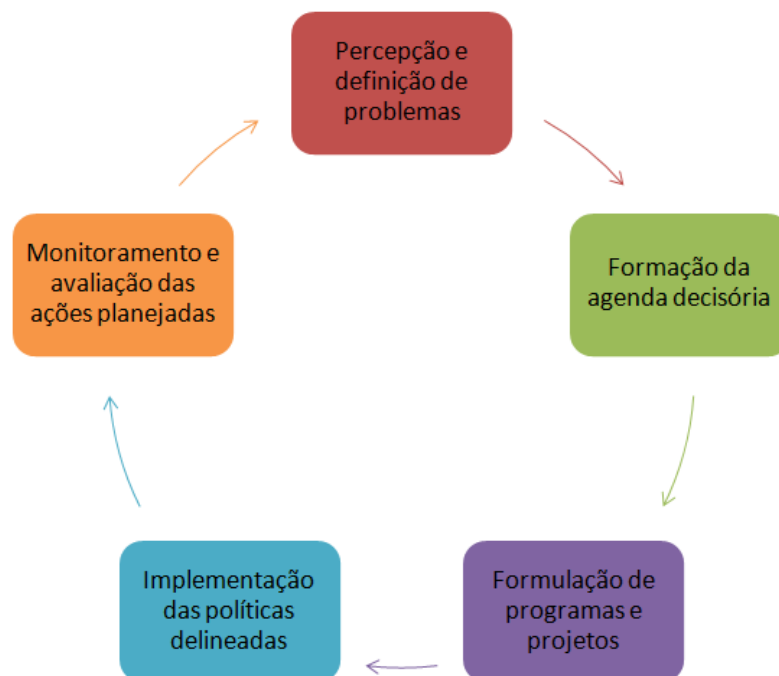 Percepção e
definição de
problemas
Formação da
agenda decisória
Formulação de
programas e
projetos
Implementação
das políticas
delineadas
Monitoramento e
avaliação das
ações planejadas